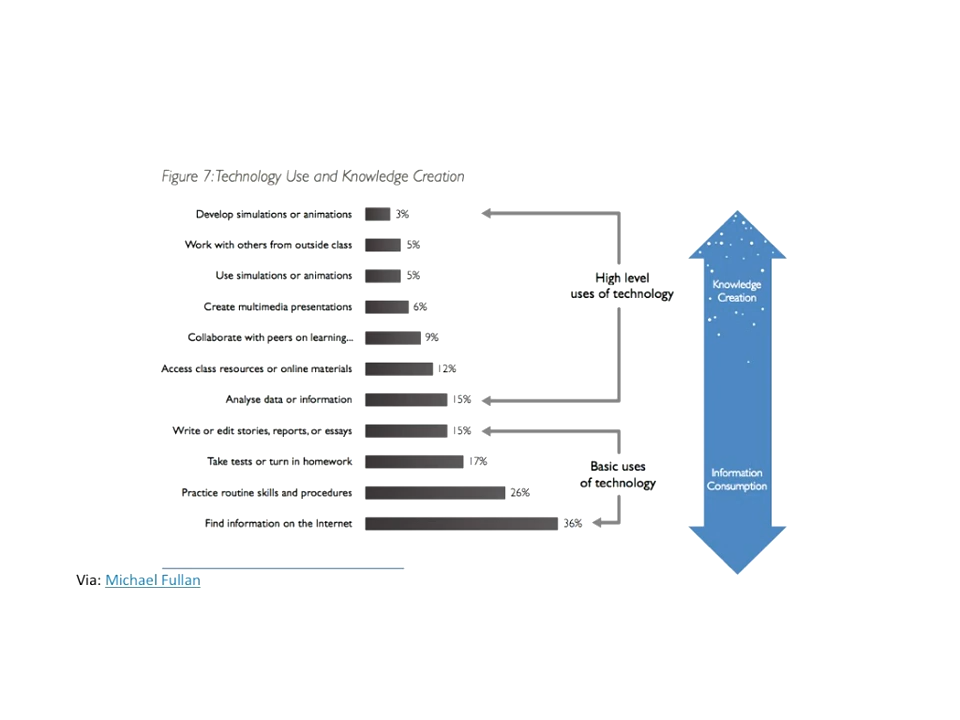 Figure 7: Technology Use and Knowledge Creation
Develop simulations or animations 3%
Work with others from outside class 5%
Use simulations or animations 5%
Create multimedia presentations 6%
Collaborate with peers on learning... 9%
Access class resources or online materials 12%
Analyse data or information 15%
Write or edit stories, reports, or essays 15%
Take tests or turn in homework 17%
Practice routine skills and procedures 26%
Find information on the Internet 36%
High level
uses of technology
Basic uses
of technology
Knowledge
Creation
Information
Consumption
Via: Michael Fullan